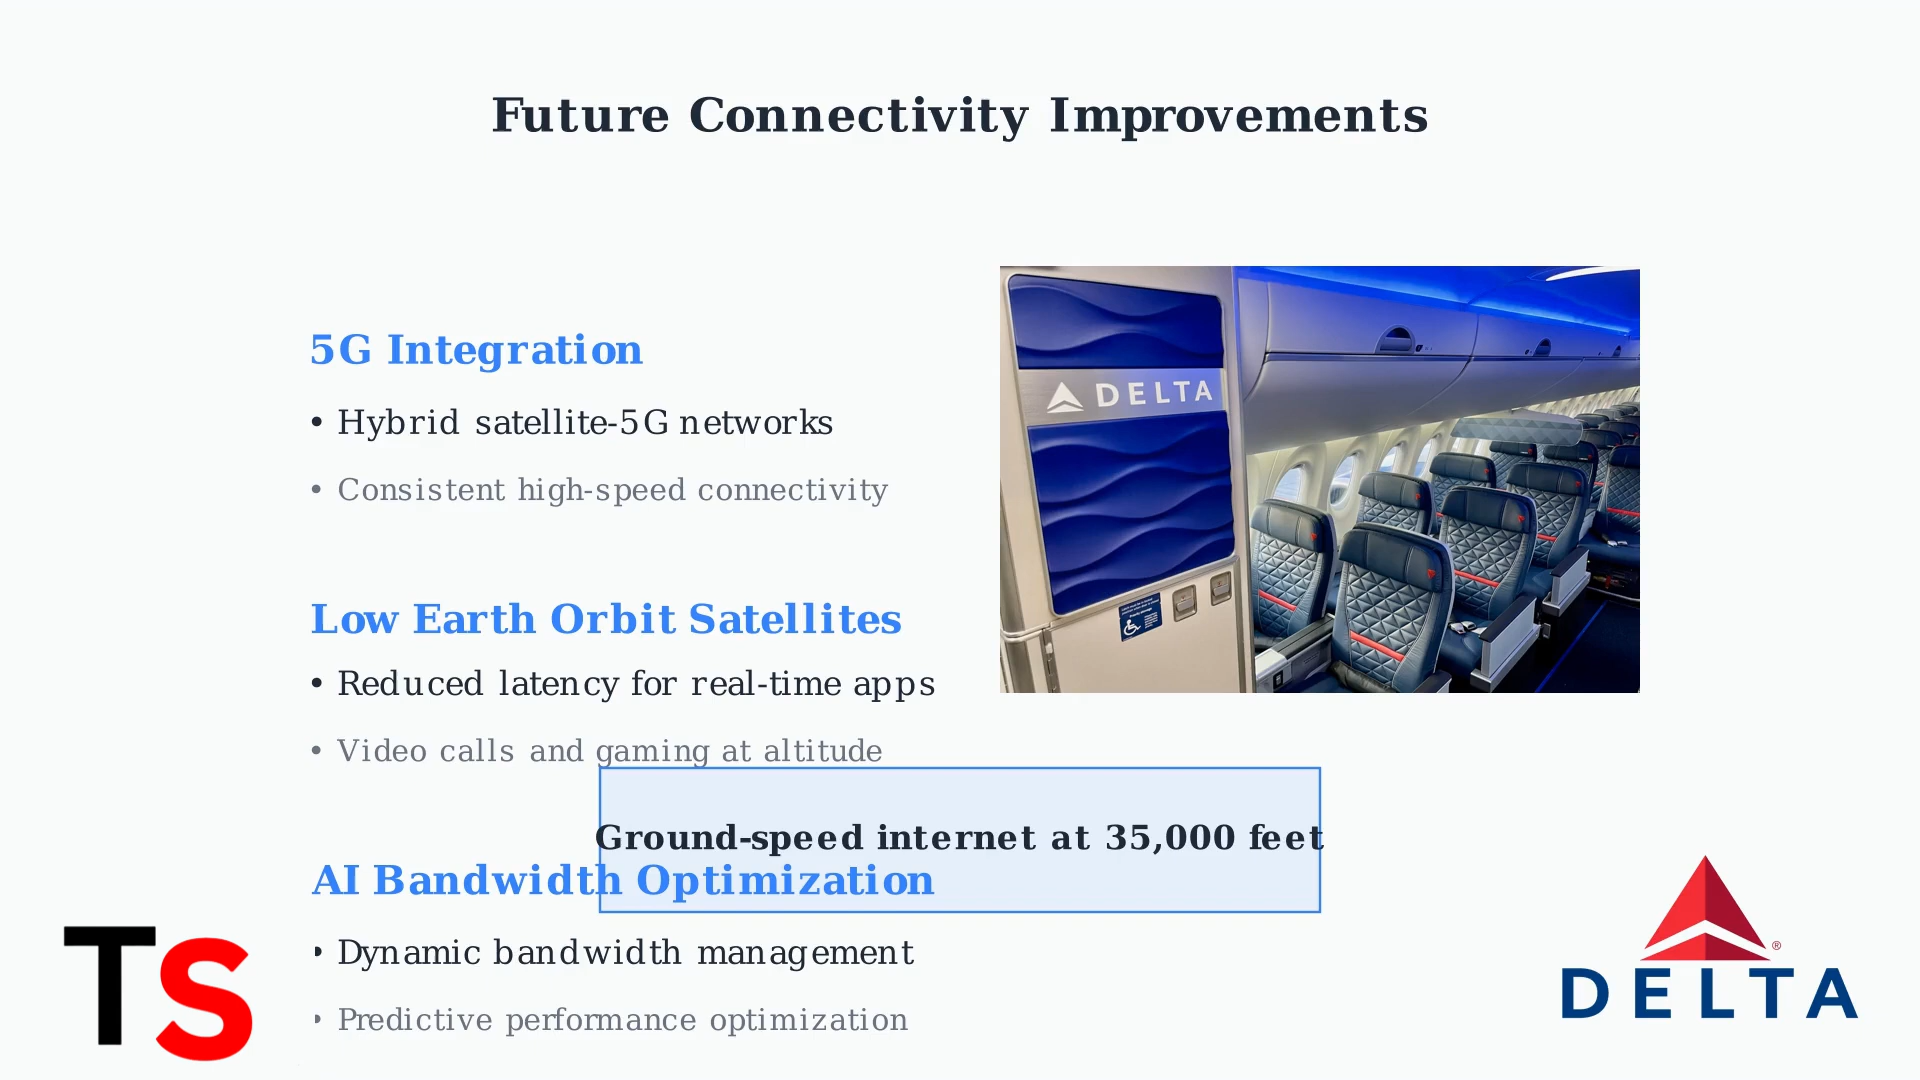 Future Connectivity Improvements
5G Integration
• Hybrid satellite-5G networks
• Consistent high-speed connectivity
DELTA
Low Earth Orbit Satellites
• Reduced latency for real-time apps
• Video calls and gaming at altitude
Ground-speed internet at 35,000 feet
AI Bandwidth Optimization
• Dynamic bandwidth management
• Predictive performance optimization
TS
DELTA®